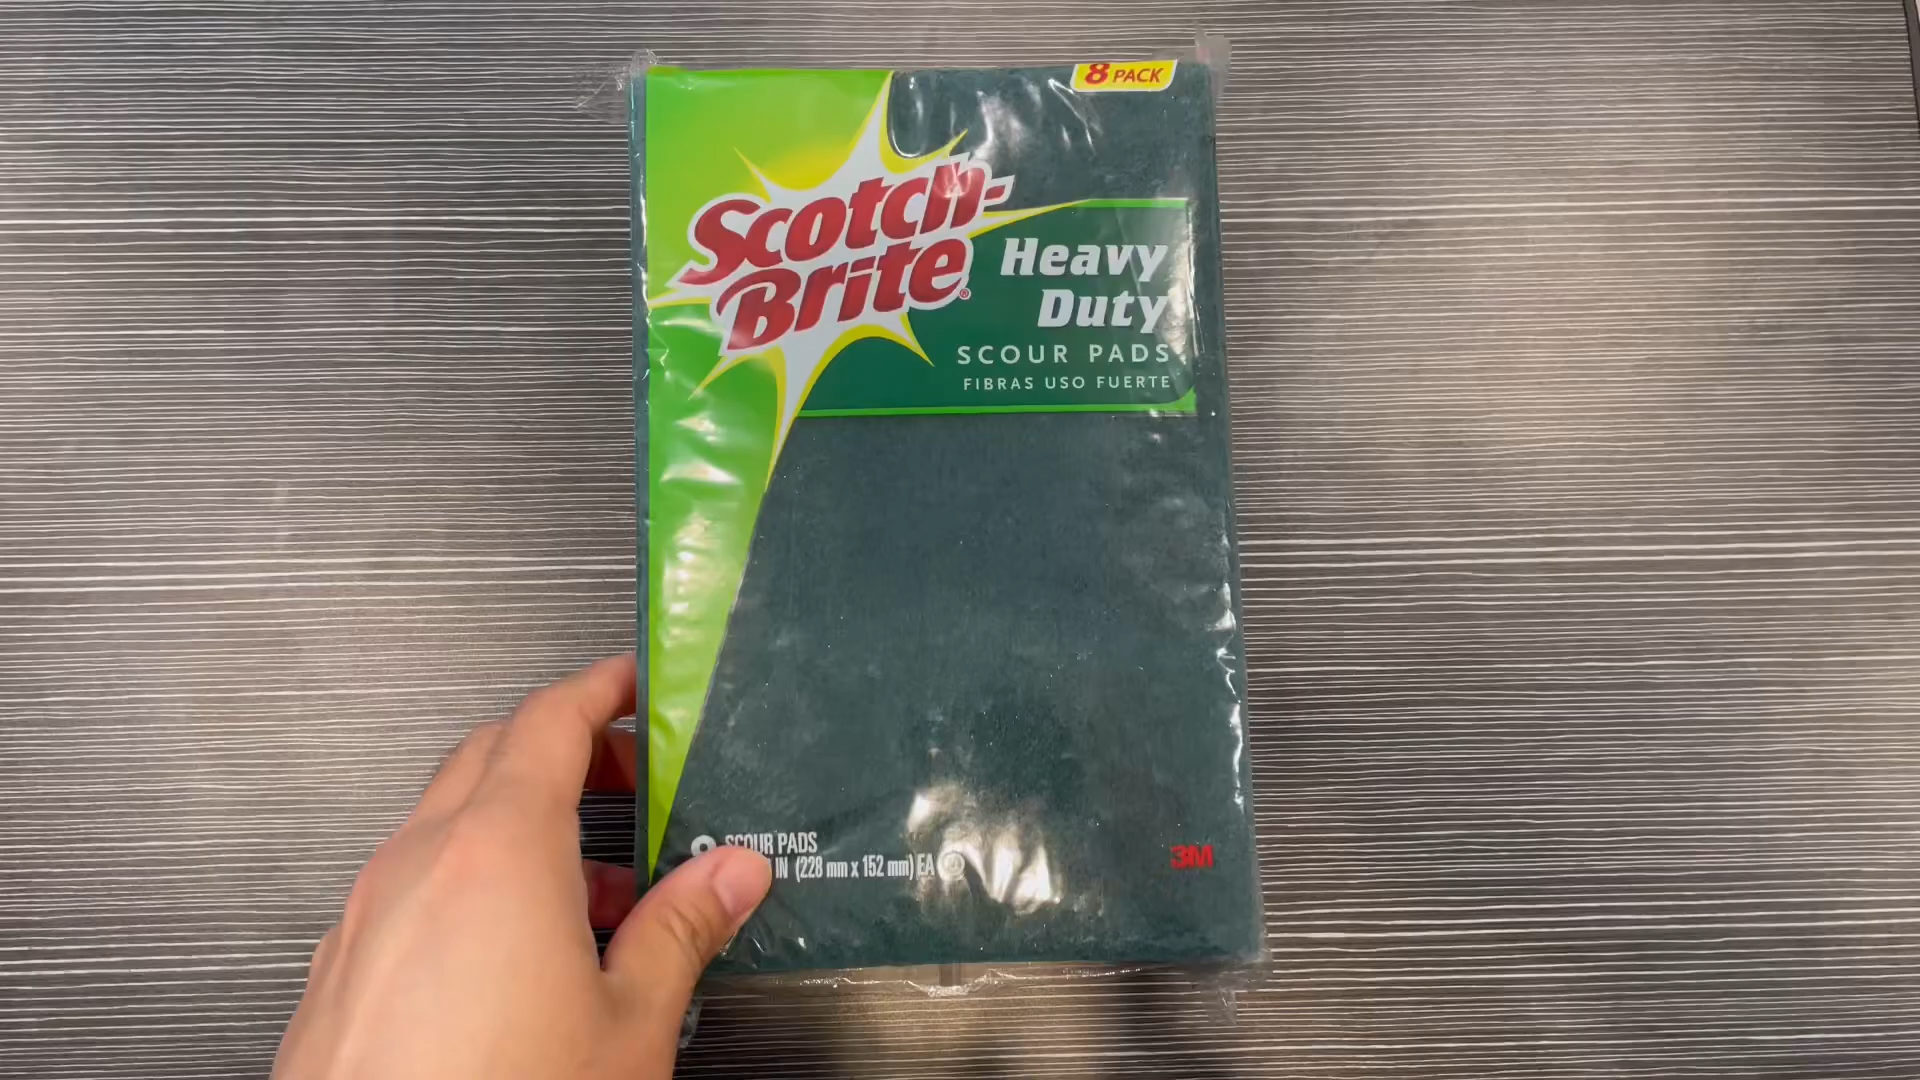 8 PACK
Scotch-
Brite®
Heavy
Duty
SCOUR PADS
FIBRAS USO FUERTE
SCOUR PADS
IN (228 mm x 152 mm) EA
3M